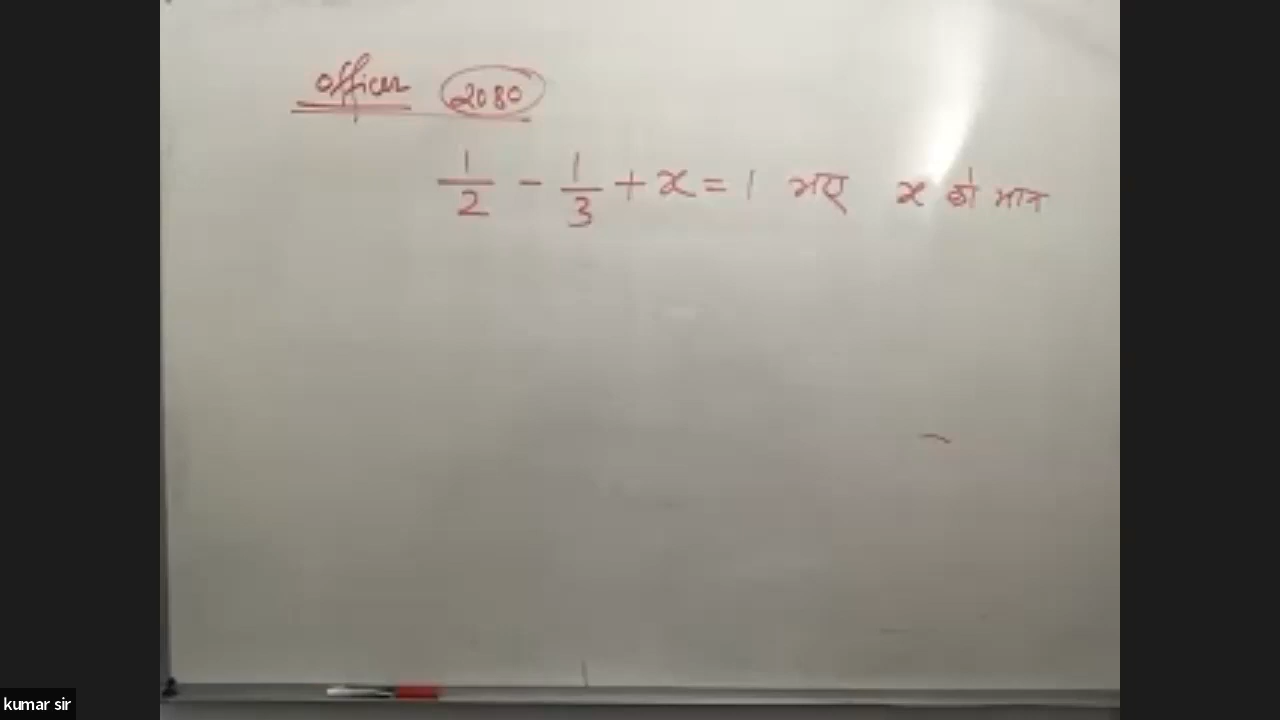 officer 2080
1/2 - 1/3 + x = 1 भए x को मान
kumar sir